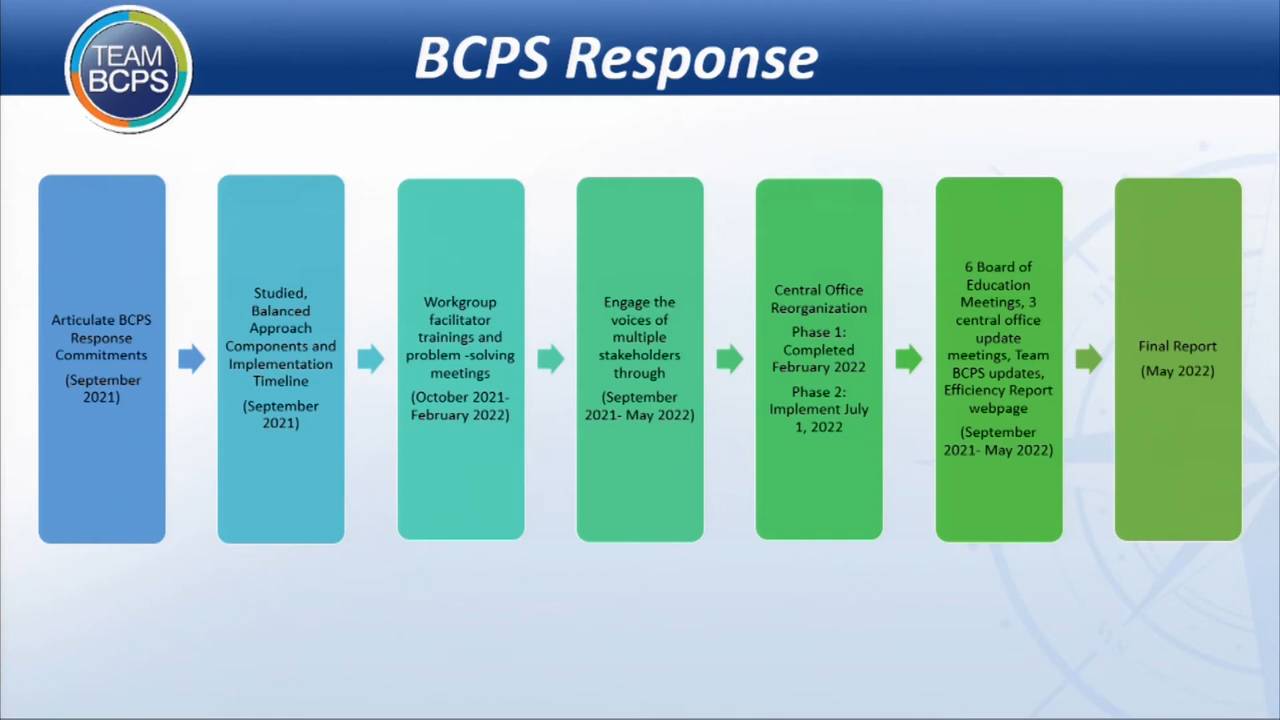 TEAM
BCPS
BCPS Response
Articulate BCPS
Response
Commitments
(September
2021)
Studied,
Balanced
Approach
Components and
Implementation
Timeline
(September
2021)
Workgroup
facilitator
trainings and
problem -solving
meetings
(October 2021-
February 2022)
Engage the
voices of
multiple
stakeholders
through
(September
2021- May 2022)
Central Office
Reorganization
Phase 1:
Completed
February 2022
Phase 2:
Implement July
1, 2022
6 Board of
Education
Meetings, 3
central office
update
meetings, Team
BCPS updates,
Efficiency Report
webpage
(September
2021- May 2022)
Final Report
(May 2022)